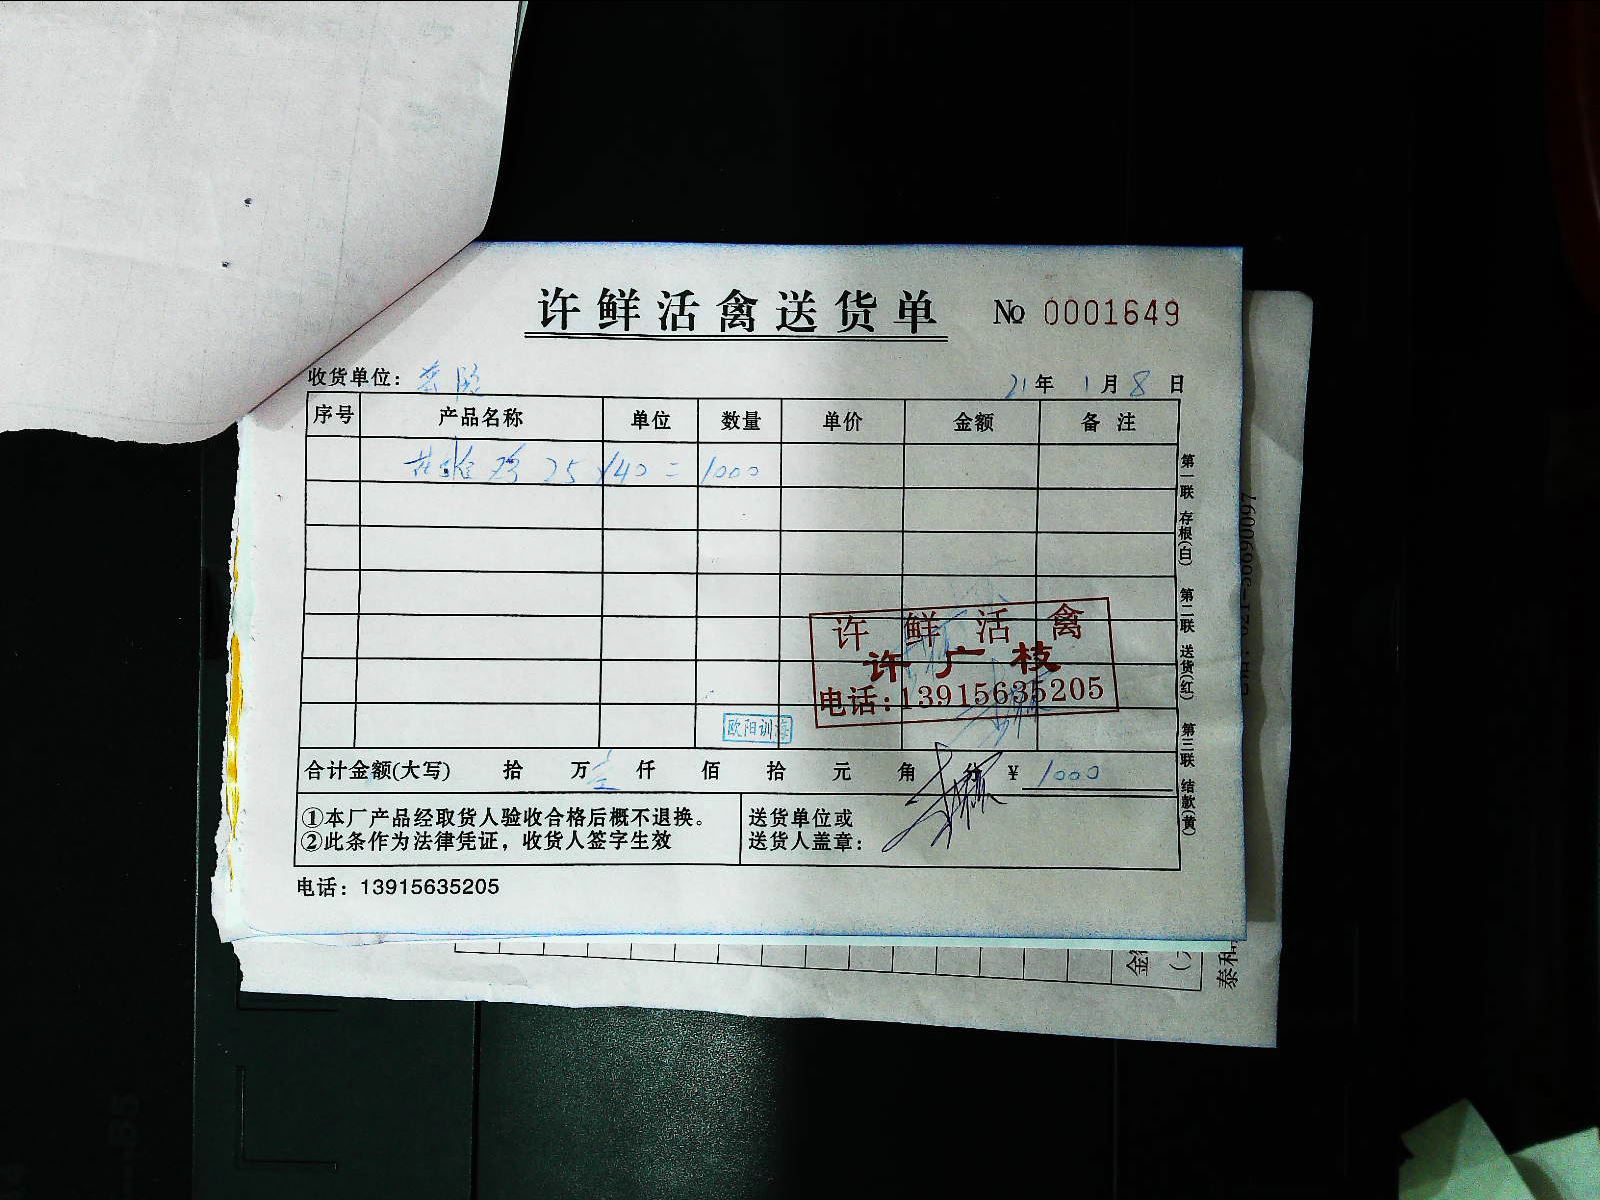 许鲜活禽送货单 No 0001649
收货单位： 21年 1月 8日
序号 产品名称 单位 数量 单价 金额 备注
鸡 25 × 40 = 1000
许鲜活禽
许广枝
电话:13915635205
欧阳训海
合计金额(大写) 拾 万 壹 仟 佰 拾 元 角 分 ¥ 1000
①本厂产品经取货人验收合格后概不退换。
②此条作为法律凭证，收货人签字生效
送货单位或
送货人盖章：
电话：13915635205
第一联 存根(白) 第二联 送货(红) 第三联 结款(黄)